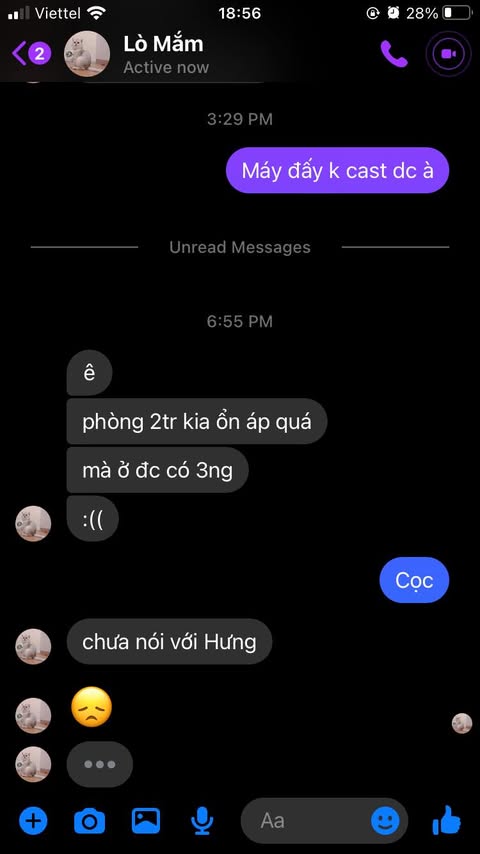 Viettel
18:56
28%
2
Lò Mắm
Active now
3:29 PM
Máy đấy k cast dc à
Unread Messages
6:55 PM
ê
phòng 2tr kia ổn áp quá
mà ở đc có 3ng
:((
Cọc
chưa nói với Hưng
Aa